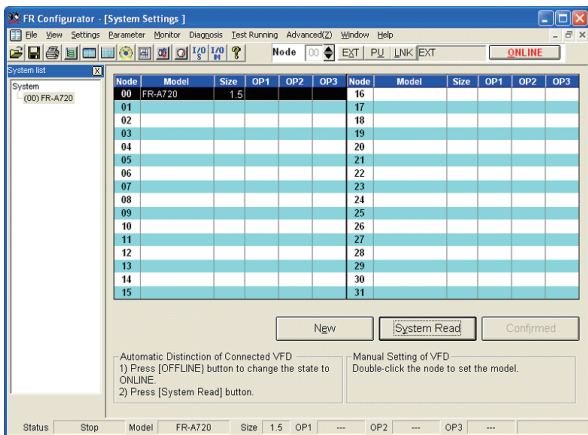 FR Configurator - [System Settings ]
File View Settings Parameter Monitor Diagnosis Test Running Advanced(Z) Window Help
I/O S I/O M ? Node 00 EXT PU LNK EXT ONLINE
System list X
System
(00) FR-A720
Node Model Size OP1 OP2 OP3 Node Model Size OP1 OP2 OP3
00 FR-A720 1.5 16
01 17
02 18
03 19
04 20
05 21
06 22
07 23
08 24
09 25
10 26
11 27
12 28
13 29
14 30
15 31
New System Read Confirmed
Automatic Distinction of Connected VFD
1) Press [OFFLINE] button to change the state to
ONLINE.
2) Press [System Read] button.
Manual Setting of VFD
Double-click the node to set the model.
Status Stop Model FR-A720 Size 1.5 OP1 --- OP2 --- OP3 ---